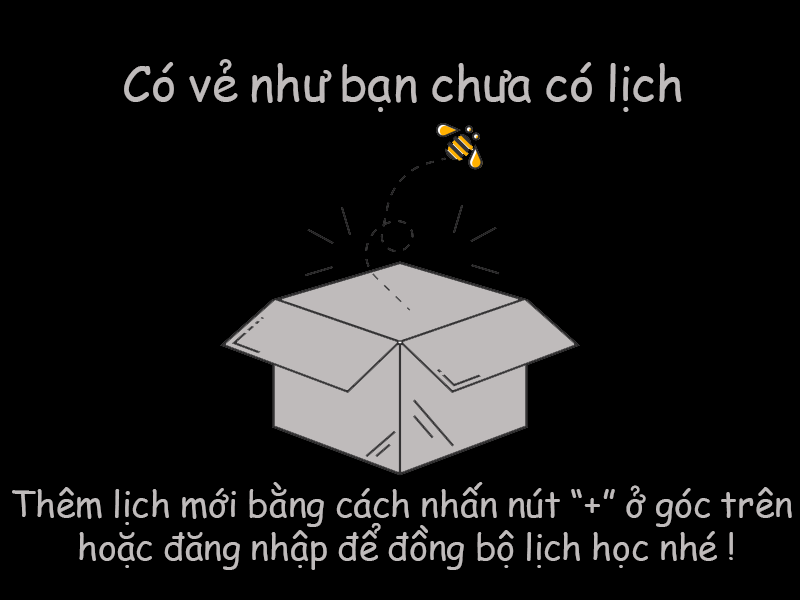 Có vẻ như bạn chưa có lịch
Thêm lịch mới bằng cách nhấn nút “+” ở góc trên
hoặc đăng nhập để đồng bộ lịch học nhé !